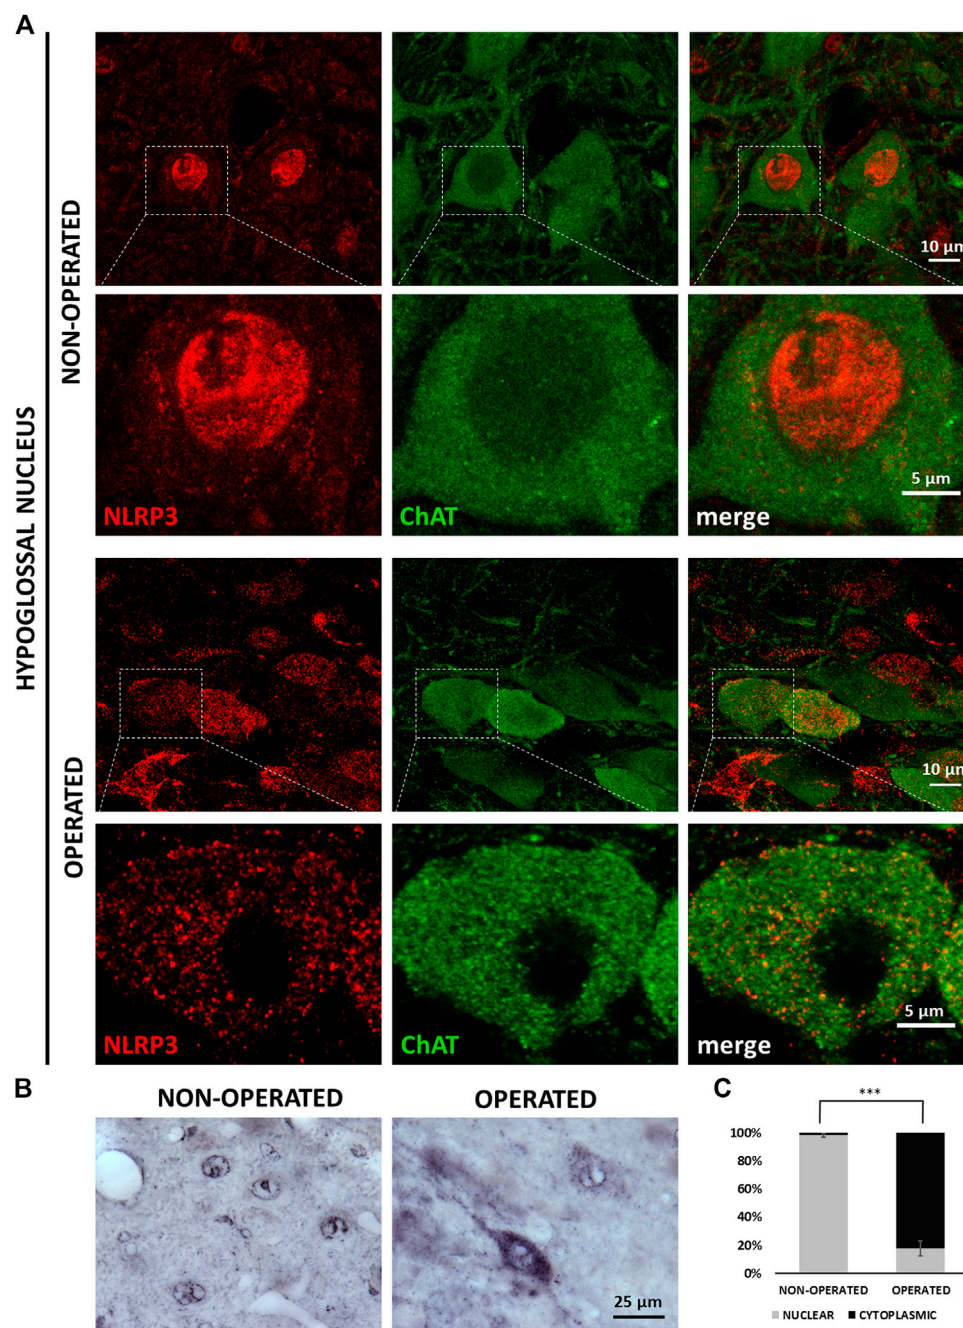 A
HYPOGLOSSAL NUCLEUS
NON-OPERATED
10 µm
NLRP3
ChAT
merge
5 µm
OPERATED
10 µm
NLRP3
ChAT
merge
5 µm
B
NON-OPERATED
OPERATED
25 µm
C
***
100%
80%
60%
40%
20%
0%
NON-OPERATED
OPERATED
NUCLEAR
CYTOPLASMIC